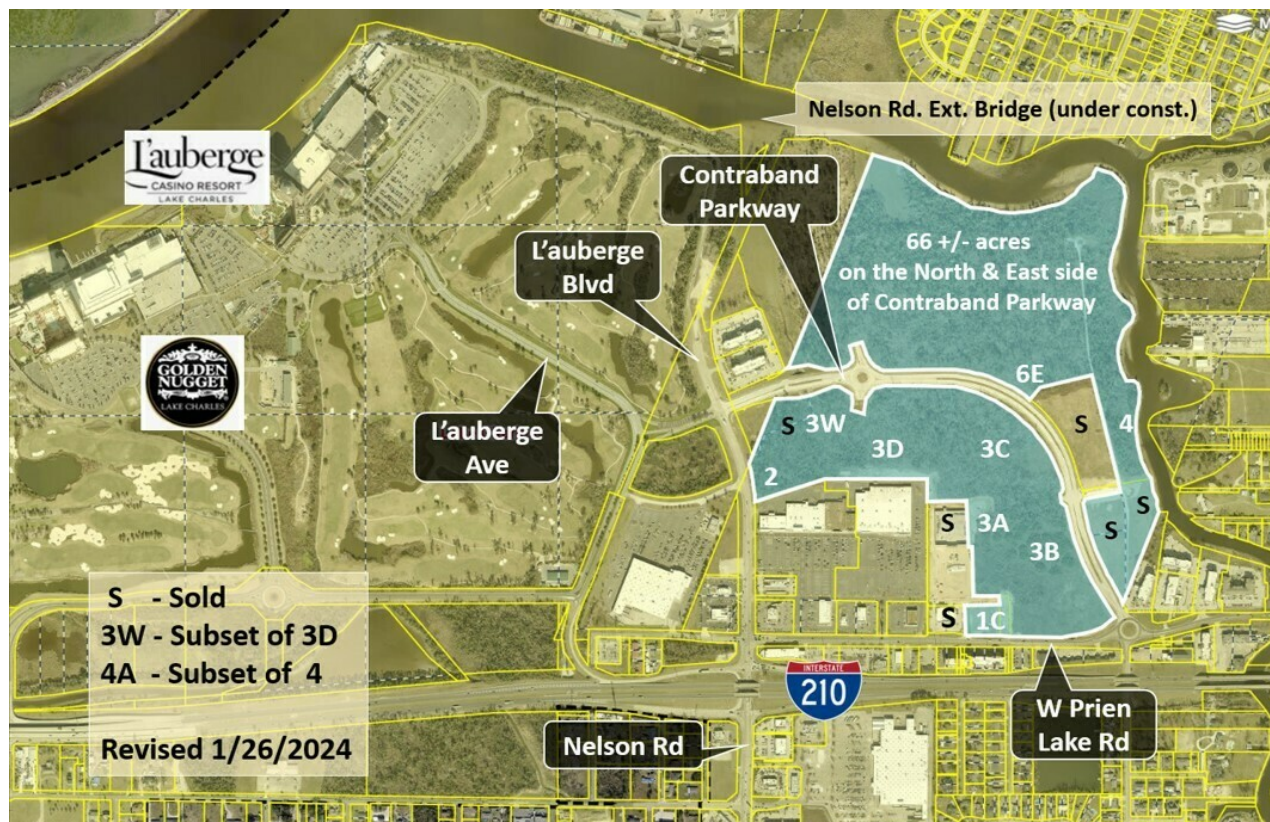 M
Nelson Rd. Ext. Bridge (under const.)
L'auberge
CASINO RESORT
LAKE CHARLES
Contraband
Parkway
L'auberge
Blvd
66 +/- acres
on the North & East side
of Contraband Parkway
GOLDEN
NUGGET
LAKE CHARLES
L'auberge
Ave
6E
S
3W
S
4
3D
3C
2
S
S
3A
S
3B
S
1C
S - Sold
3W - Subset of 3D
4A - Subset of 4
Revised 1/26/2024
INTERSTATE
210
W Prien
Lake Rd
Nelson Rd